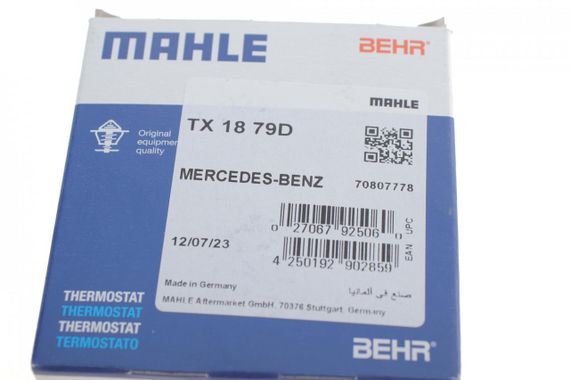 MAHLE
BEHR®
MAHLE
TX 18 79D
Original
equipment
quality
MERCEDES-BENZ
70807778
0 27067 92506 0
UPC
12/07/23
4 250192 902859
EAN
Made in Germany
صنع في ألمانيا
MAHLE Aftermarket GmbH, 70376 Stuttgart, Germany
THERMOSTAT
THERMOSTAT
THERMOSTAT
TERMOSTATO
BEHR®